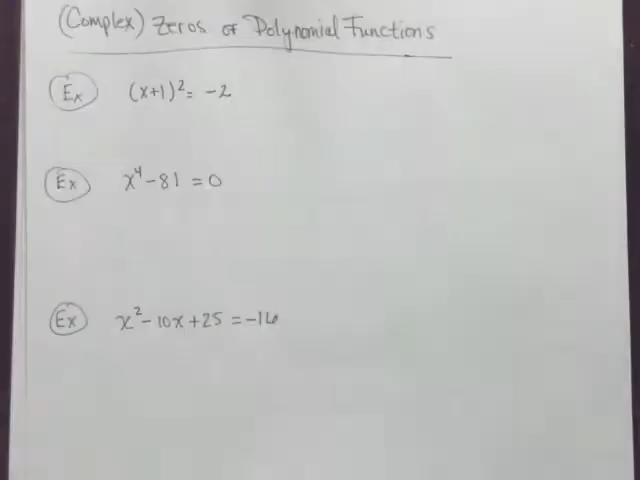 (Complex) Zeros of Polynomial Functions
Ex (x+1)² = -2
Ex x⁴ - 81 = 0
Ex x² - 10x + 25 = -16